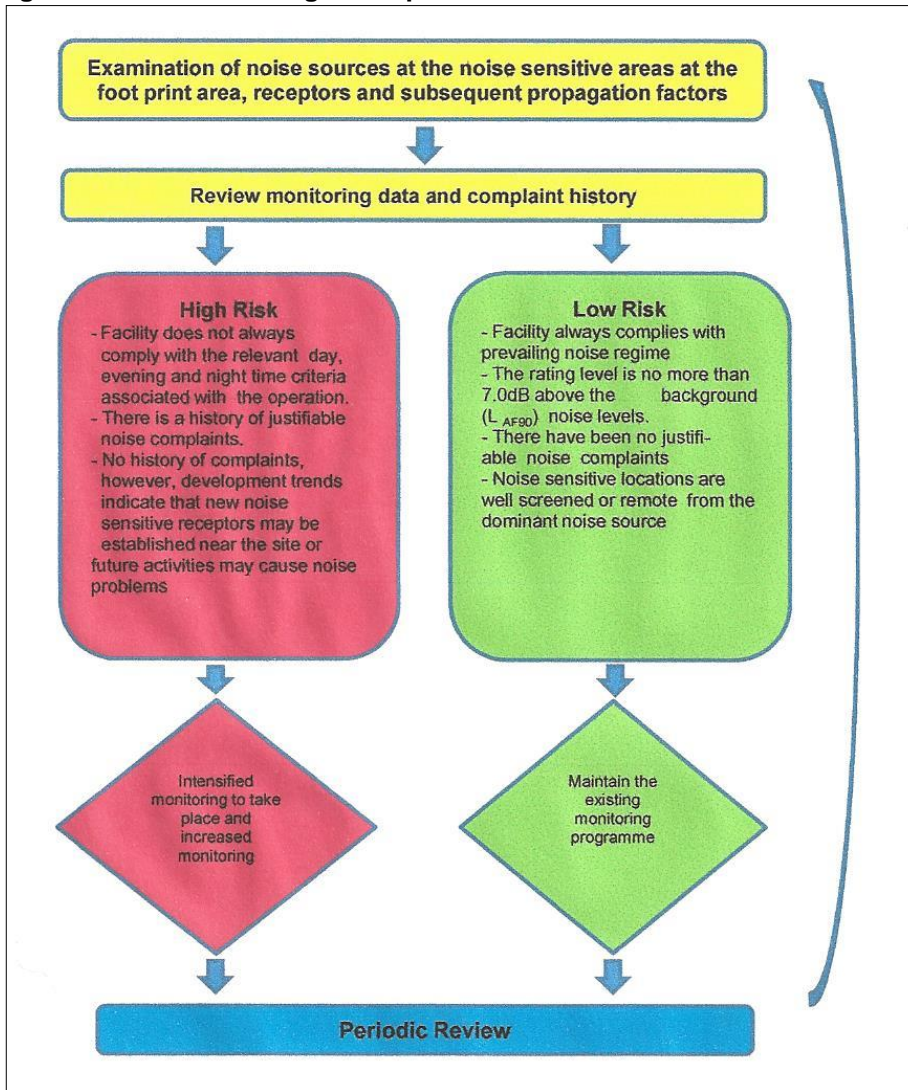 Examination of noise sources at the noise sensitive areas at the
foot print area, receptors and subsequent propagation factors
Review monitoring data and complaint history
High Risk
- Facility does not always
comply with the relevant day,
evening and night time criteria
associated with the operation.
- There is a history of justifiable
noise complaints.
- No history of complaints,
however, development trends
indicate that new noise
sensitive receptors may be
established near the site or
future activities may cause noise
problems
Low Risk
- Facility always complies with
prevailing noise regime
- The rating level is no more than
7.0dB above the background
(L AF90) noise levels.
- There have been no justifi-
able noise complaints
- Noise sensitive locations are
well screened or remote from the
dominant noise source
Intensified
monitoring to take
place and
increased
monitoring
Maintain the
existing
monitoring
programme
Periodic Review